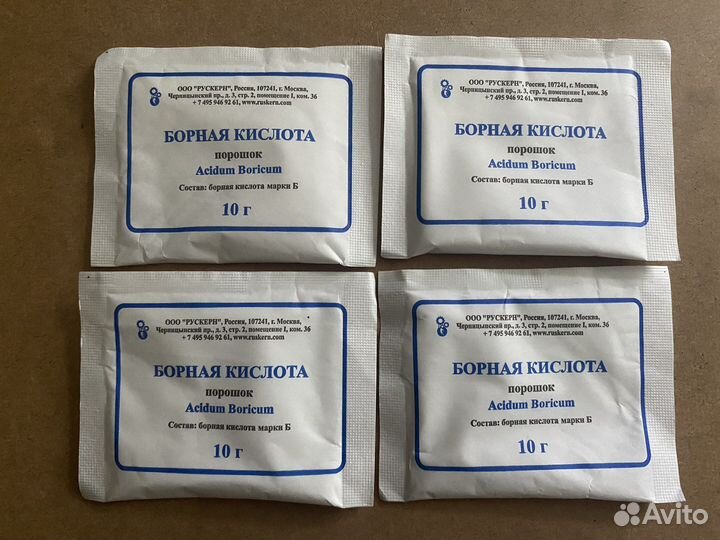 ООО "РУСКЕРН", Россия, 107241, г. Москва,
Черницынский пр., д. 3, стр. 2, помещение I, ком. 36
+ 7 495 946 92 61, www.ruskern.com
БОРНАЯ КИСЛОТА
порошок
Acidum Boricum
Состав: борная кислота марки Б
10 г
ООО "РУСКЕРН", Россия, 107241, г. Москва,
Черницынский пр., д. 3, стр. 2, помещение I, ком. 36
+ 7 495 946 92 61, www.ruskern.com
БОРНАЯ КИСЛОТА
порошок
Acidum Boricum
Состав: борная кислота марки Б
10 г
ООО "РУСКЕРН", Россия, 107241, г. Москва,
Черницынский пр., д. 3, стр. 2, помещение I, ком. 36
+ 7 495 946 92 61, www.ruskern.com
БОРНАЯ КИСЛОТА
порошок
Acidum Boricum
Состав: борная кислота марки Б
10 г
ООО "РУСКЕРН", Россия, 107241, г. Москва,
Черницынский пр., д. 3, стр. 2, помещение I, ком. 36
+ 7 495 946 92 61, www.ruskern.com
БОРНАЯ КИСЛОТА
порошок
Acidum Boricum
Состав: борная кислота марки Б
10 г
Avito